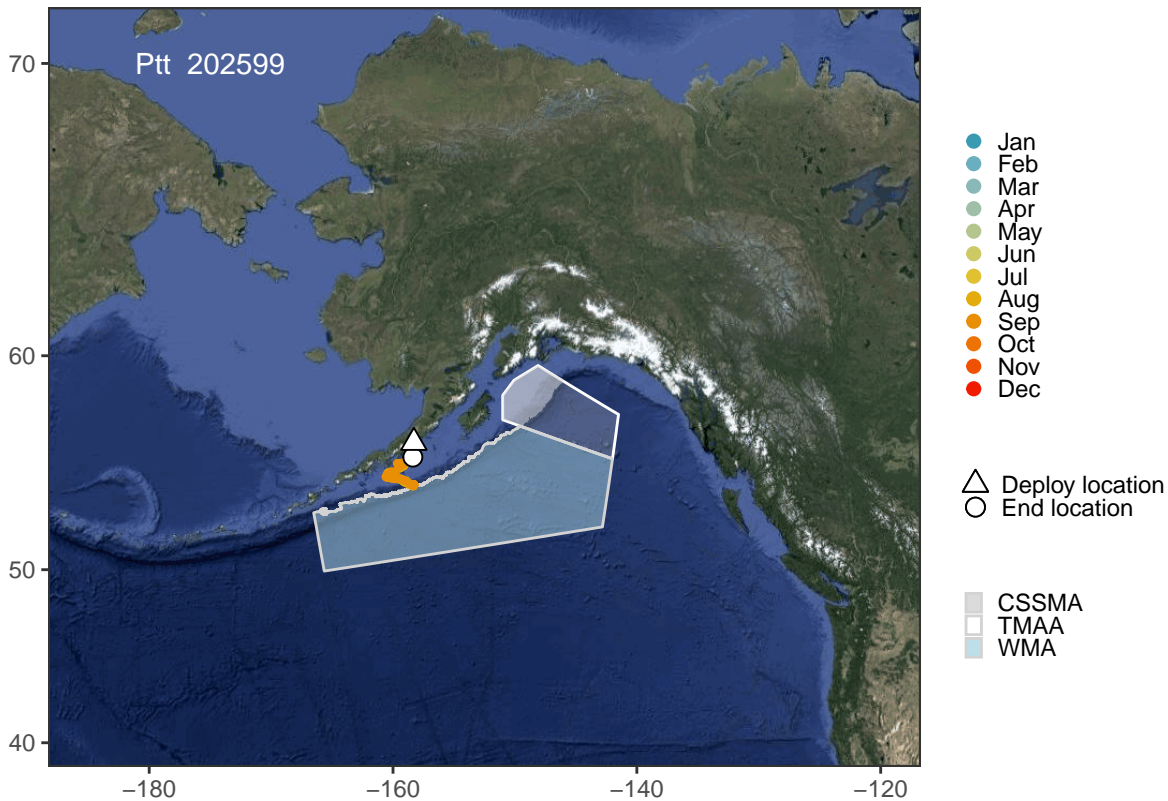 Ptt 202599
70
60
50
40
−180
−160
−140
−120
Jan
Feb
Mar
Apr
May
Jun
Jul
Aug
Sep
Oct
Nov
Dec
Deploy location
End location
CSSMA
TMAA
WMA